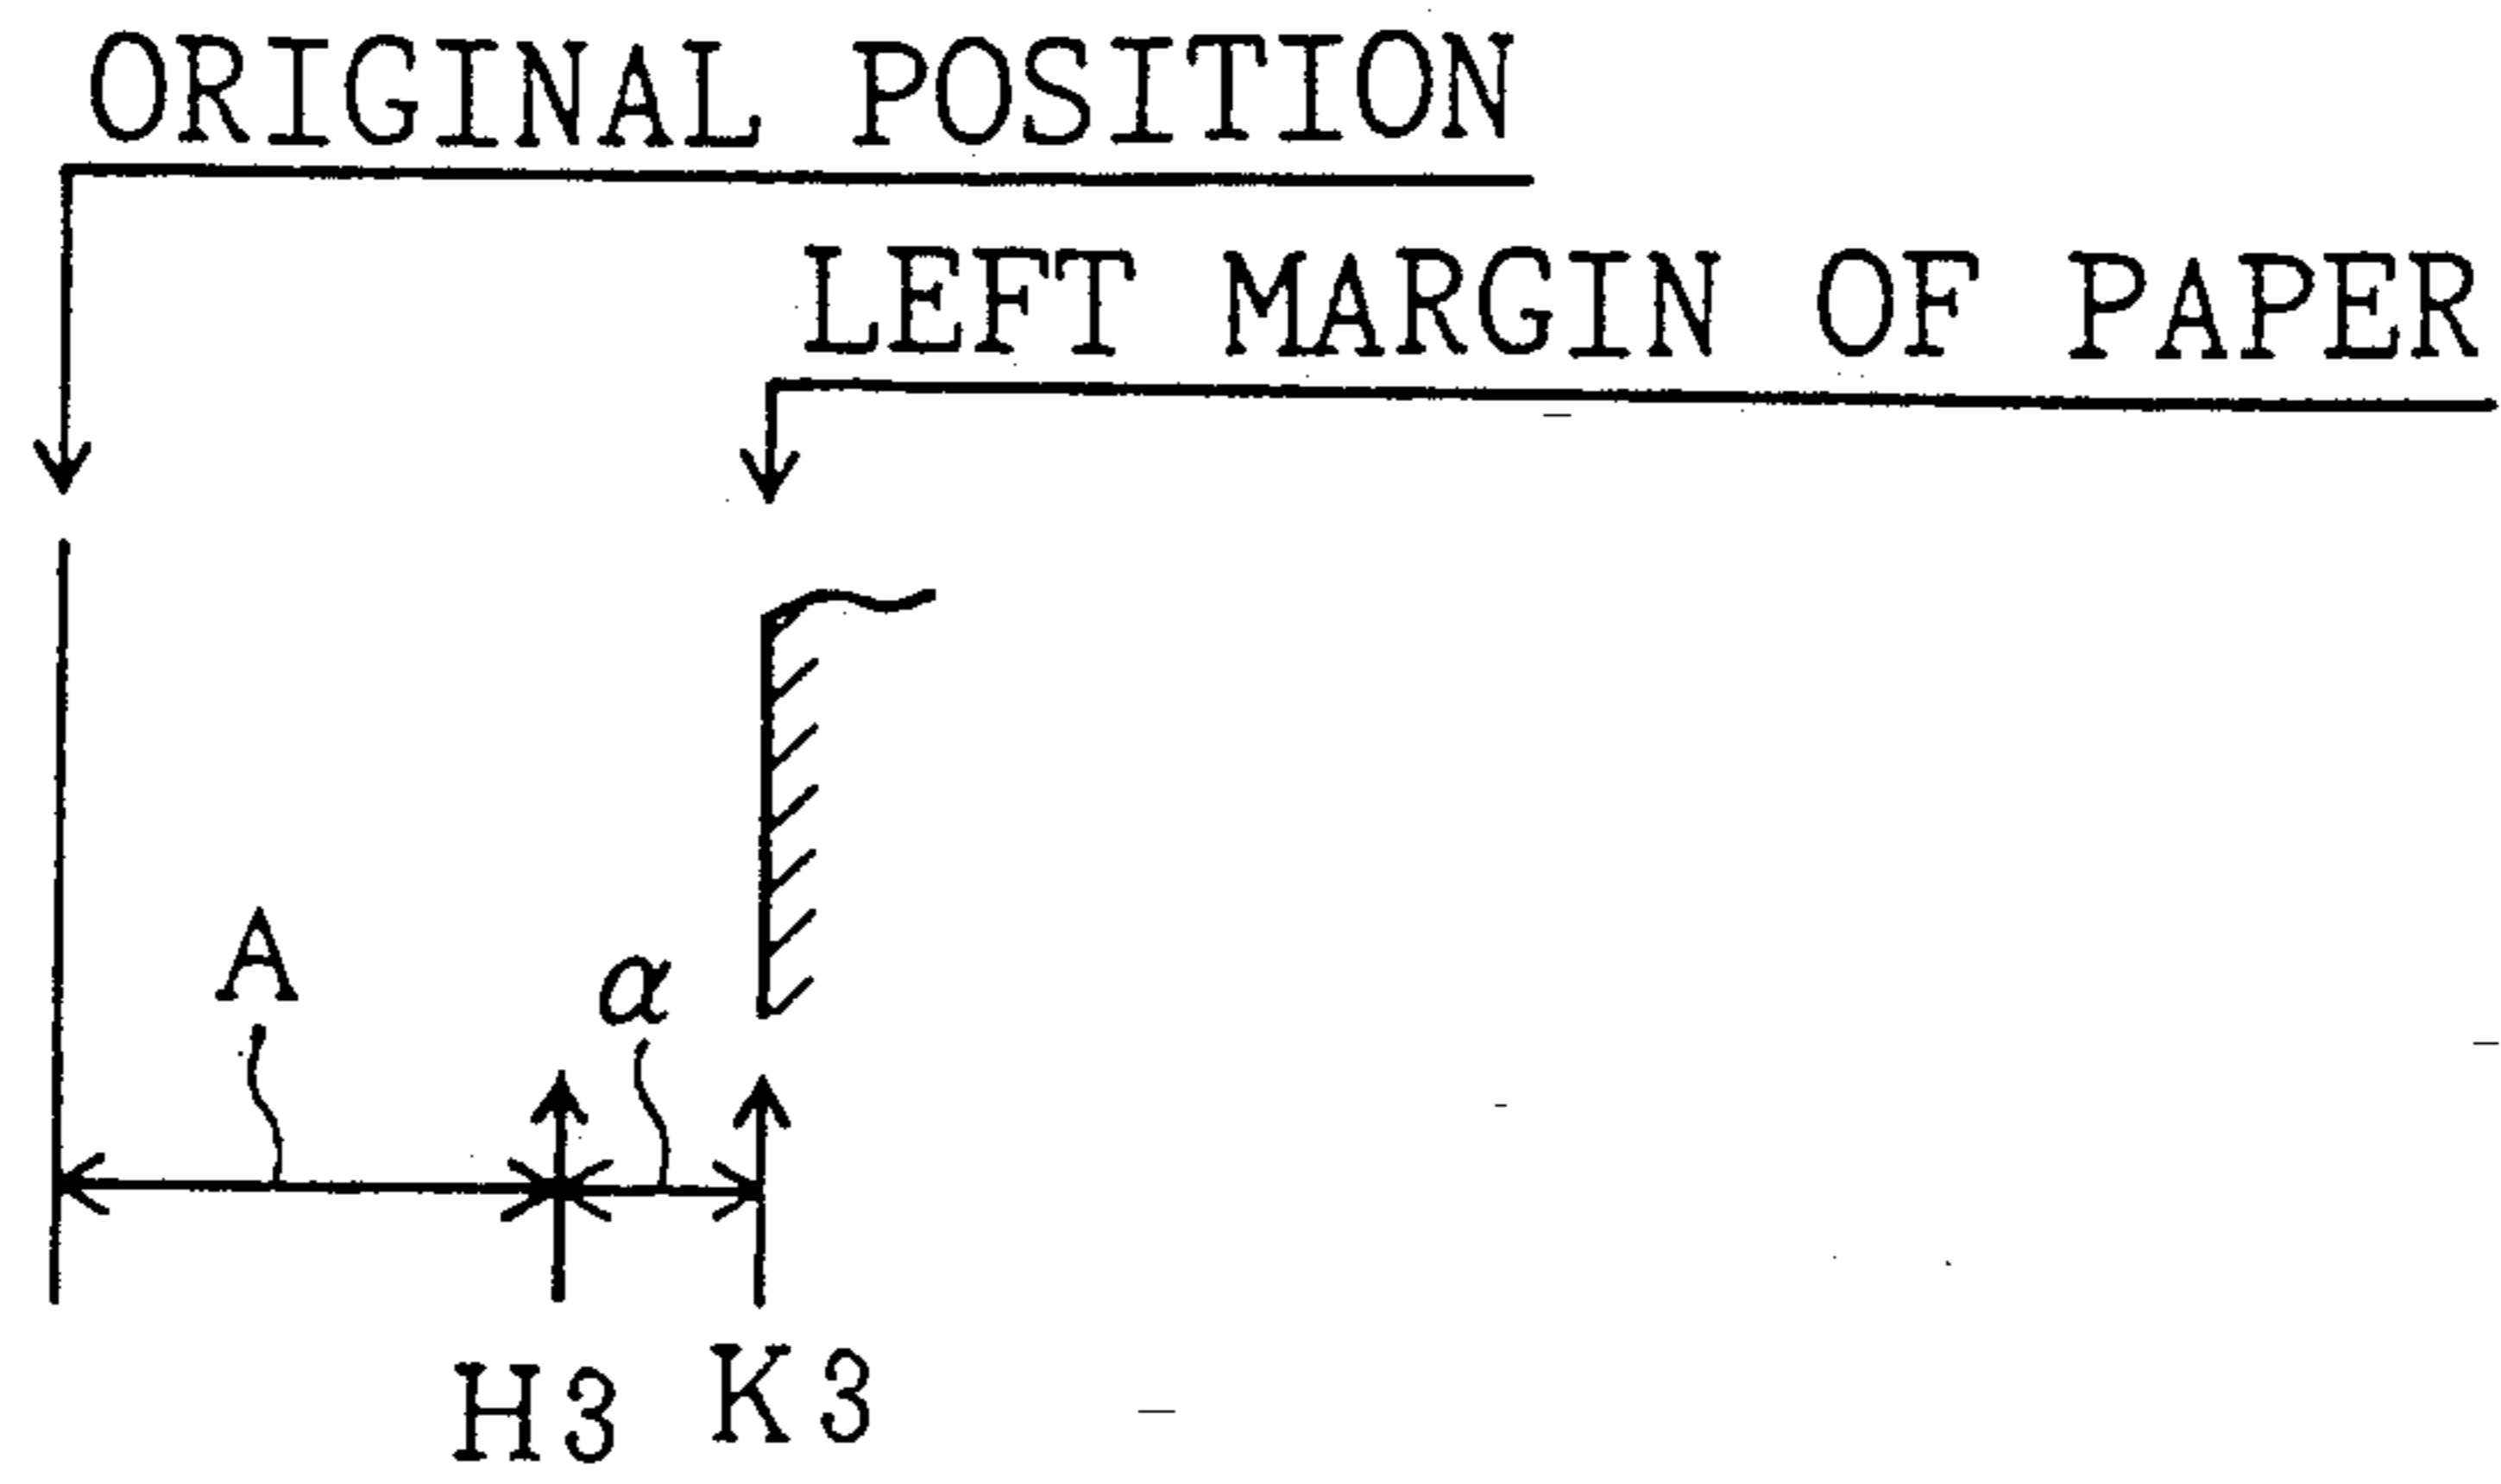 ORIGINAL POSITION
LEFT MARGIN OF PAPER
A
α
H3
K3